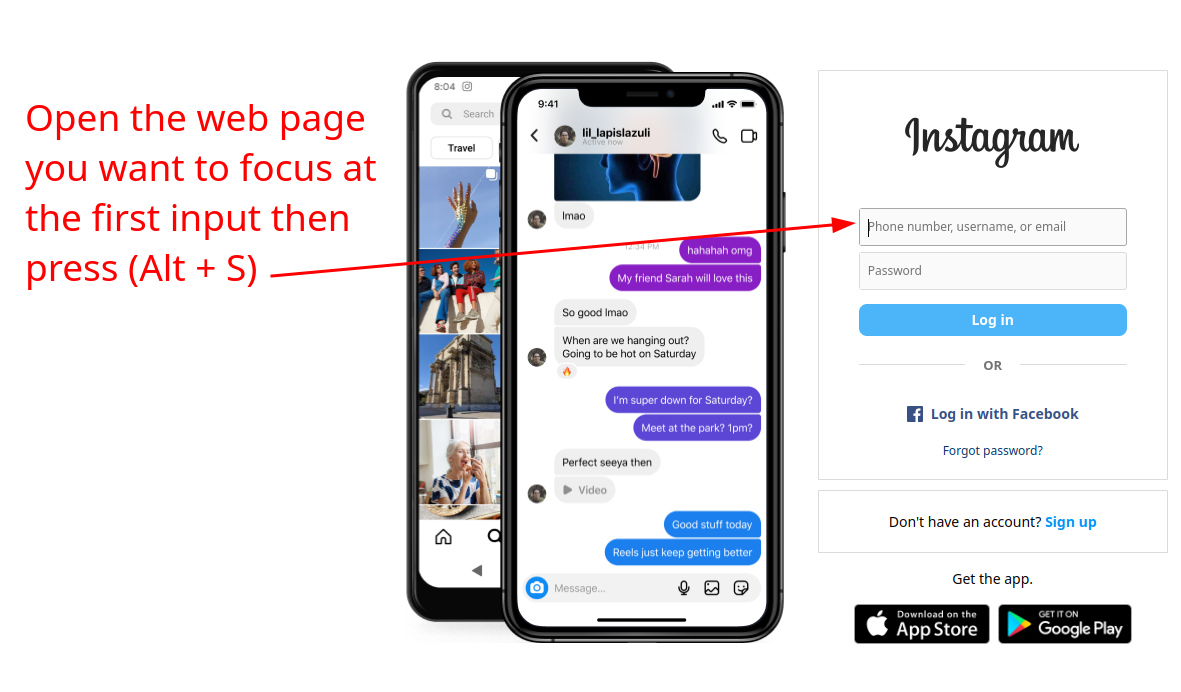 Open the web page
you want to focus at
the first input then
press (Alt + S)
8:04
Search
Travel
9:41
lil_lapislazuli
Active now
lmao
12:34 PM
hahahah omg
My friend Sarah will love this
So good lmao
When are we hanging out?
Going to be hot on Saturday
I'm super down for Saturday?
Meet at the park? 1pm?
Perfect seeya then
Video
Good stuff today
Reels just keep getting better
Message...
Instagram
Phone number, username, or email
Password
Log in
OR
Log in with Facebook
Forgot password?
Don't have an account? Sign up
Get the app.
Download on the
App Store
GET IT ON
Google Play